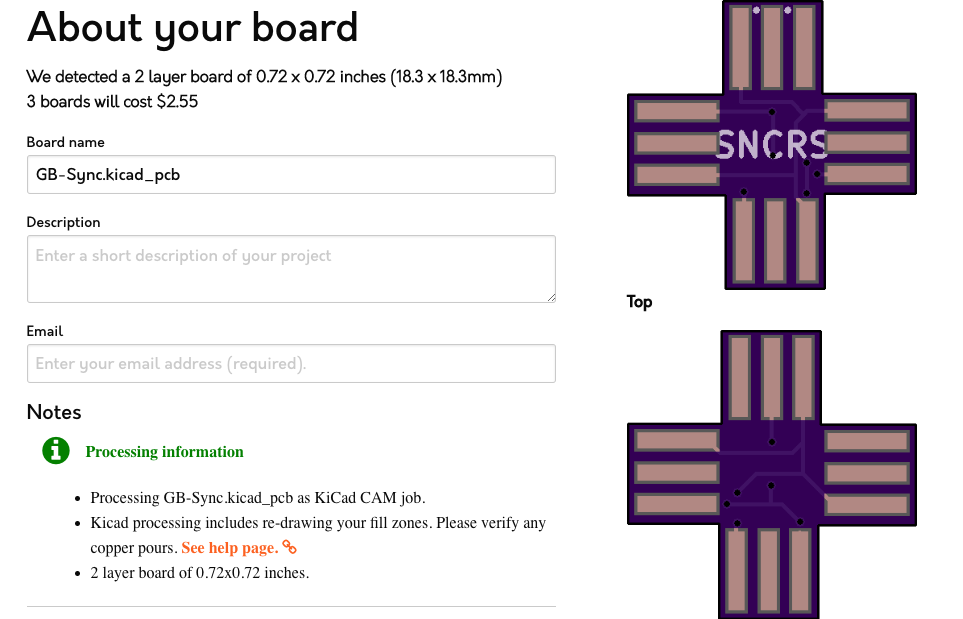 About your board
We detected a 2 layer board of 0.72 x 0.72 inches (18.3 x 18.3mm)
3 boards will cost $2.55
Board name
GB-Sync.kicad_pcb
Description
Enter a short description of your project
Email
Enter your email address (required).
Notes
Processing information
Processing GB-Sync.kicad_pcb as KiCad CAM job.
Kicad processing includes re-drawing your fill zones. Please verify any
copper pours. See help page.
2 layer board of 0.72x0.72 inches.
SNCRS
Top